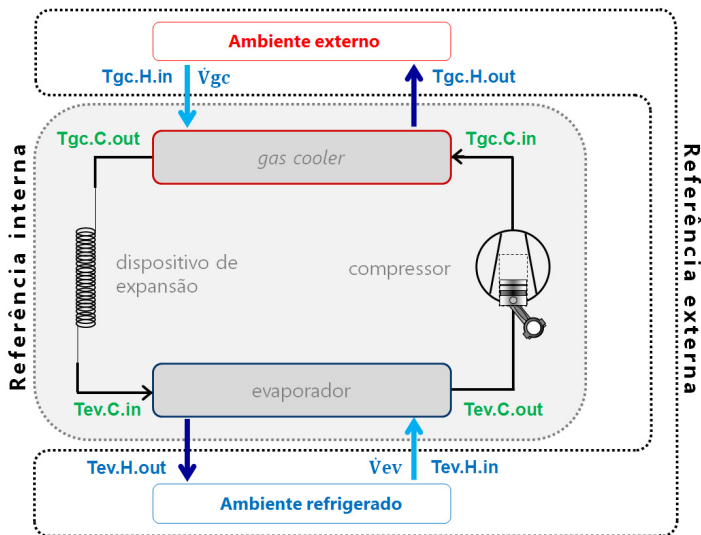 Ambiente externo
Tgc.H.in
V̇gc
Tgc.H.out
Tgc.C.out
Tgc.C.in
gas cooler
Referência interna
dispositivo de
expansão
compressor
Referência externa
evaporador
Tev.C.in
Tev.C.out
Tev.H.out
V̇ev
Tev.H.in
Ambiente refrigerado